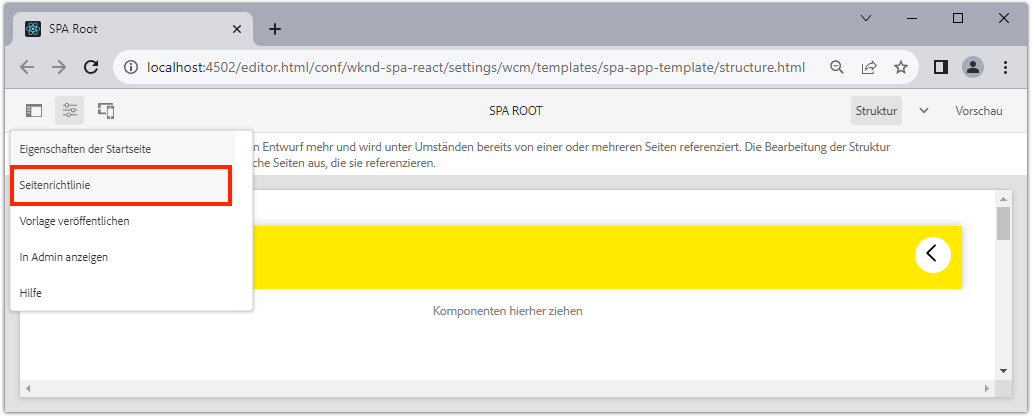 SPA Root
localhost:4502/editor.html/conf/wknd-spa-react/settings/wcm/templates/spa-app-template/structure.html
SPA ROOT
Struktur
Vorschau
Eigenschaften der Startseite
n Entwurf mehr und wird unter Umständen bereits von einer oder mehreren Seiten referenziert. Die Bearbeitung der Struktur
che Seiten aus, die sie referenzieren.
Seitenrichtlinie
Vorlage veröffentlichen
In Admin anzeigen
Hilfe
Komponenten hierher ziehen